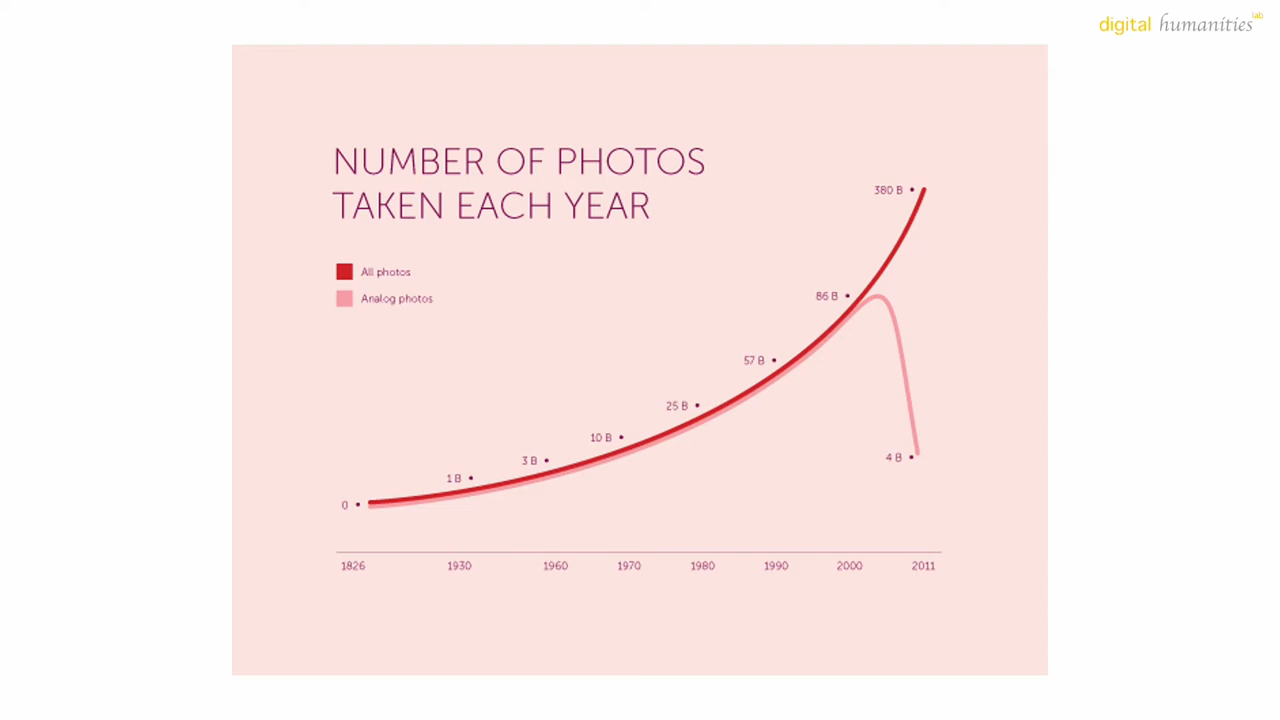 digital humanities lab
NUMBER OF PHOTOS
TAKEN EACH YEAR
All photos
Analog photos
380 B
86 B
57 B
25 B
10 B
3 B
1 B
0
4 B
1826 1930 1960 1970 1980 1990 2000 2011